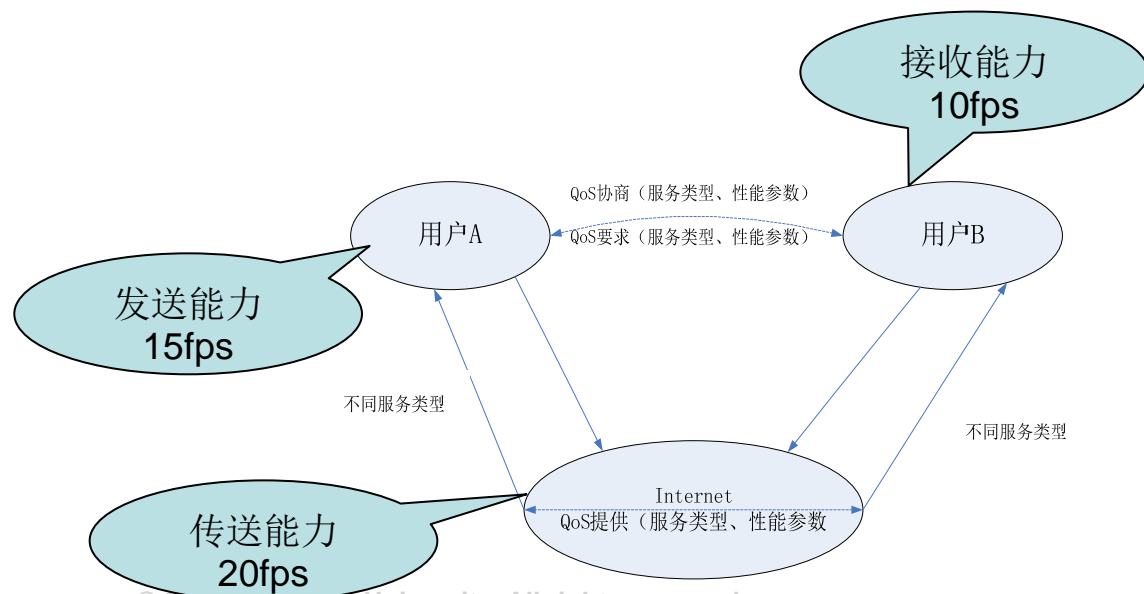 接收能力
10fps
QoS协商（服务类型、性能参数）
用户A
QoS要求（服务类型、性能参数）
用户B
发送能力
15fps
不同服务类型
不同服务类型
Internet
QoS提供（服务类型、性能参数
传送能力
20fps